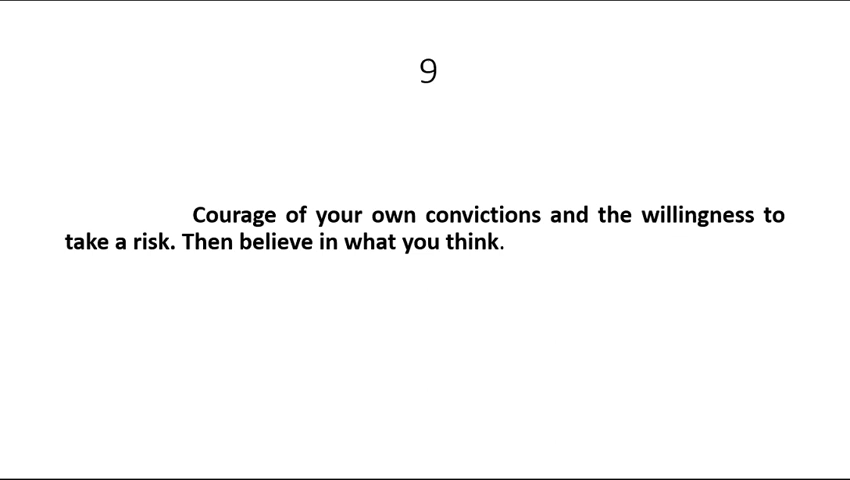 9
Courage of your own convictions and the willingness to
take a risk. Then believe in what you think.